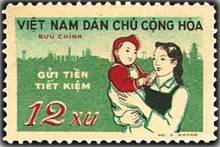 VIỆT NAM DÂN CHỦ CỘNG HÒA
BƯU CHÍNH
GỬI TIỀN
TIẾT KIỆM
12 XU